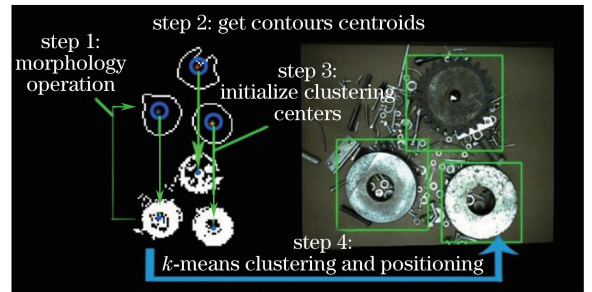 step 2: get contours centroids
step 1:
morphology
operation
step 3:
initialize clustering
centers
step 4:
k-means clustering and positioning